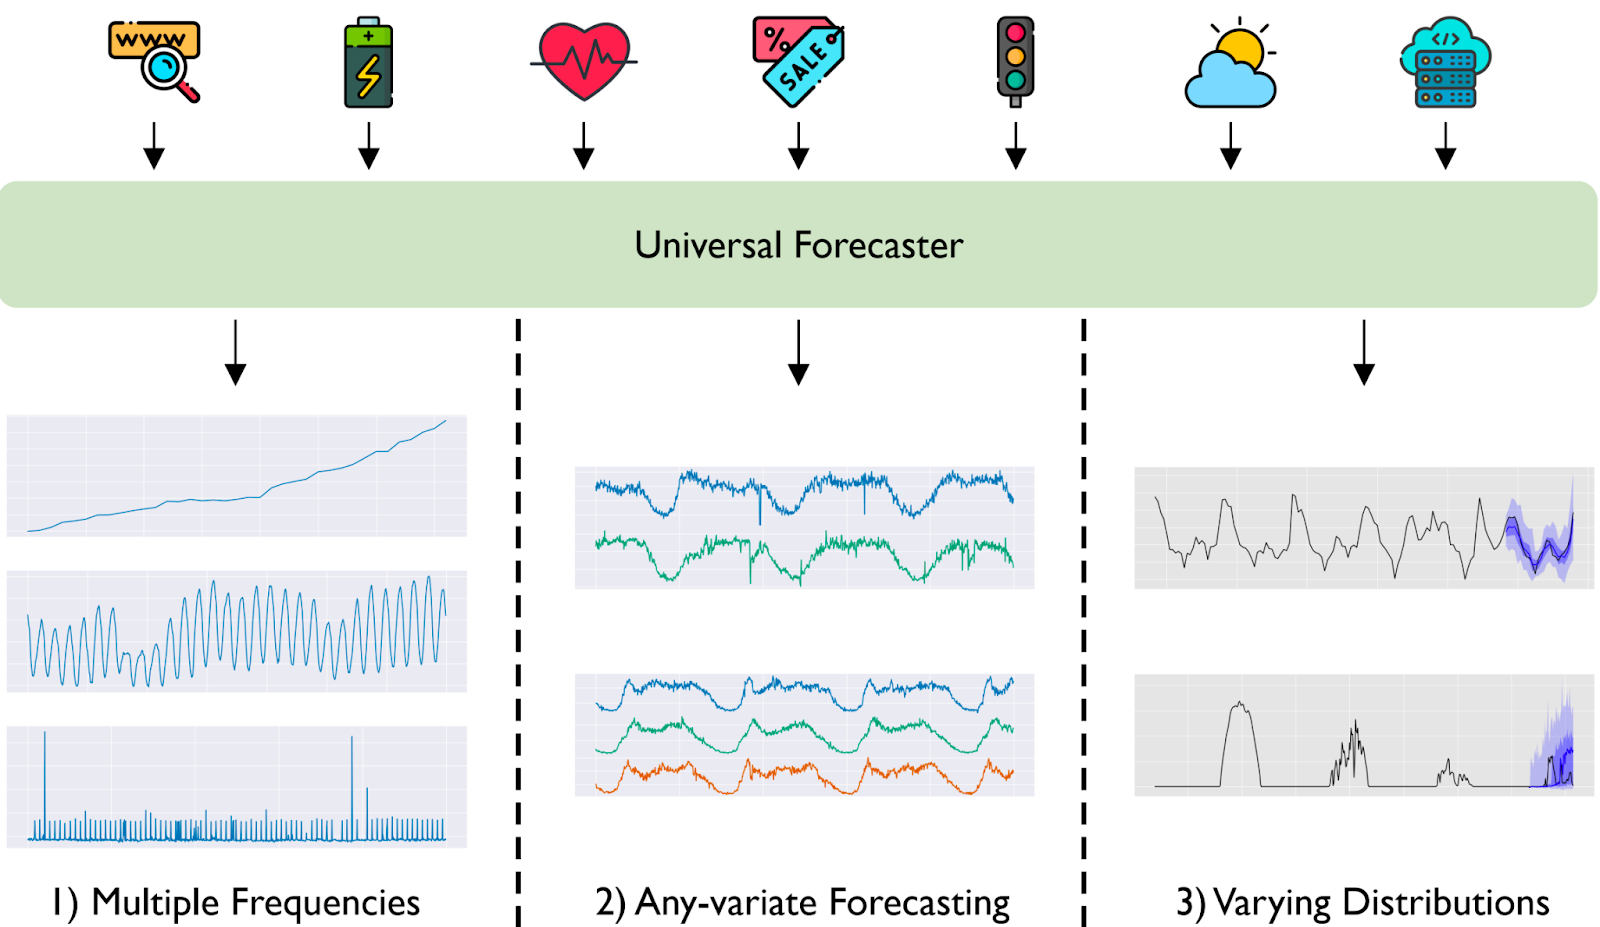 WWW
%
SALE
</>
Universal Forecaster
1) Multiple Frequencies
2) Any-variate Forecasting
3) Varying Distributions